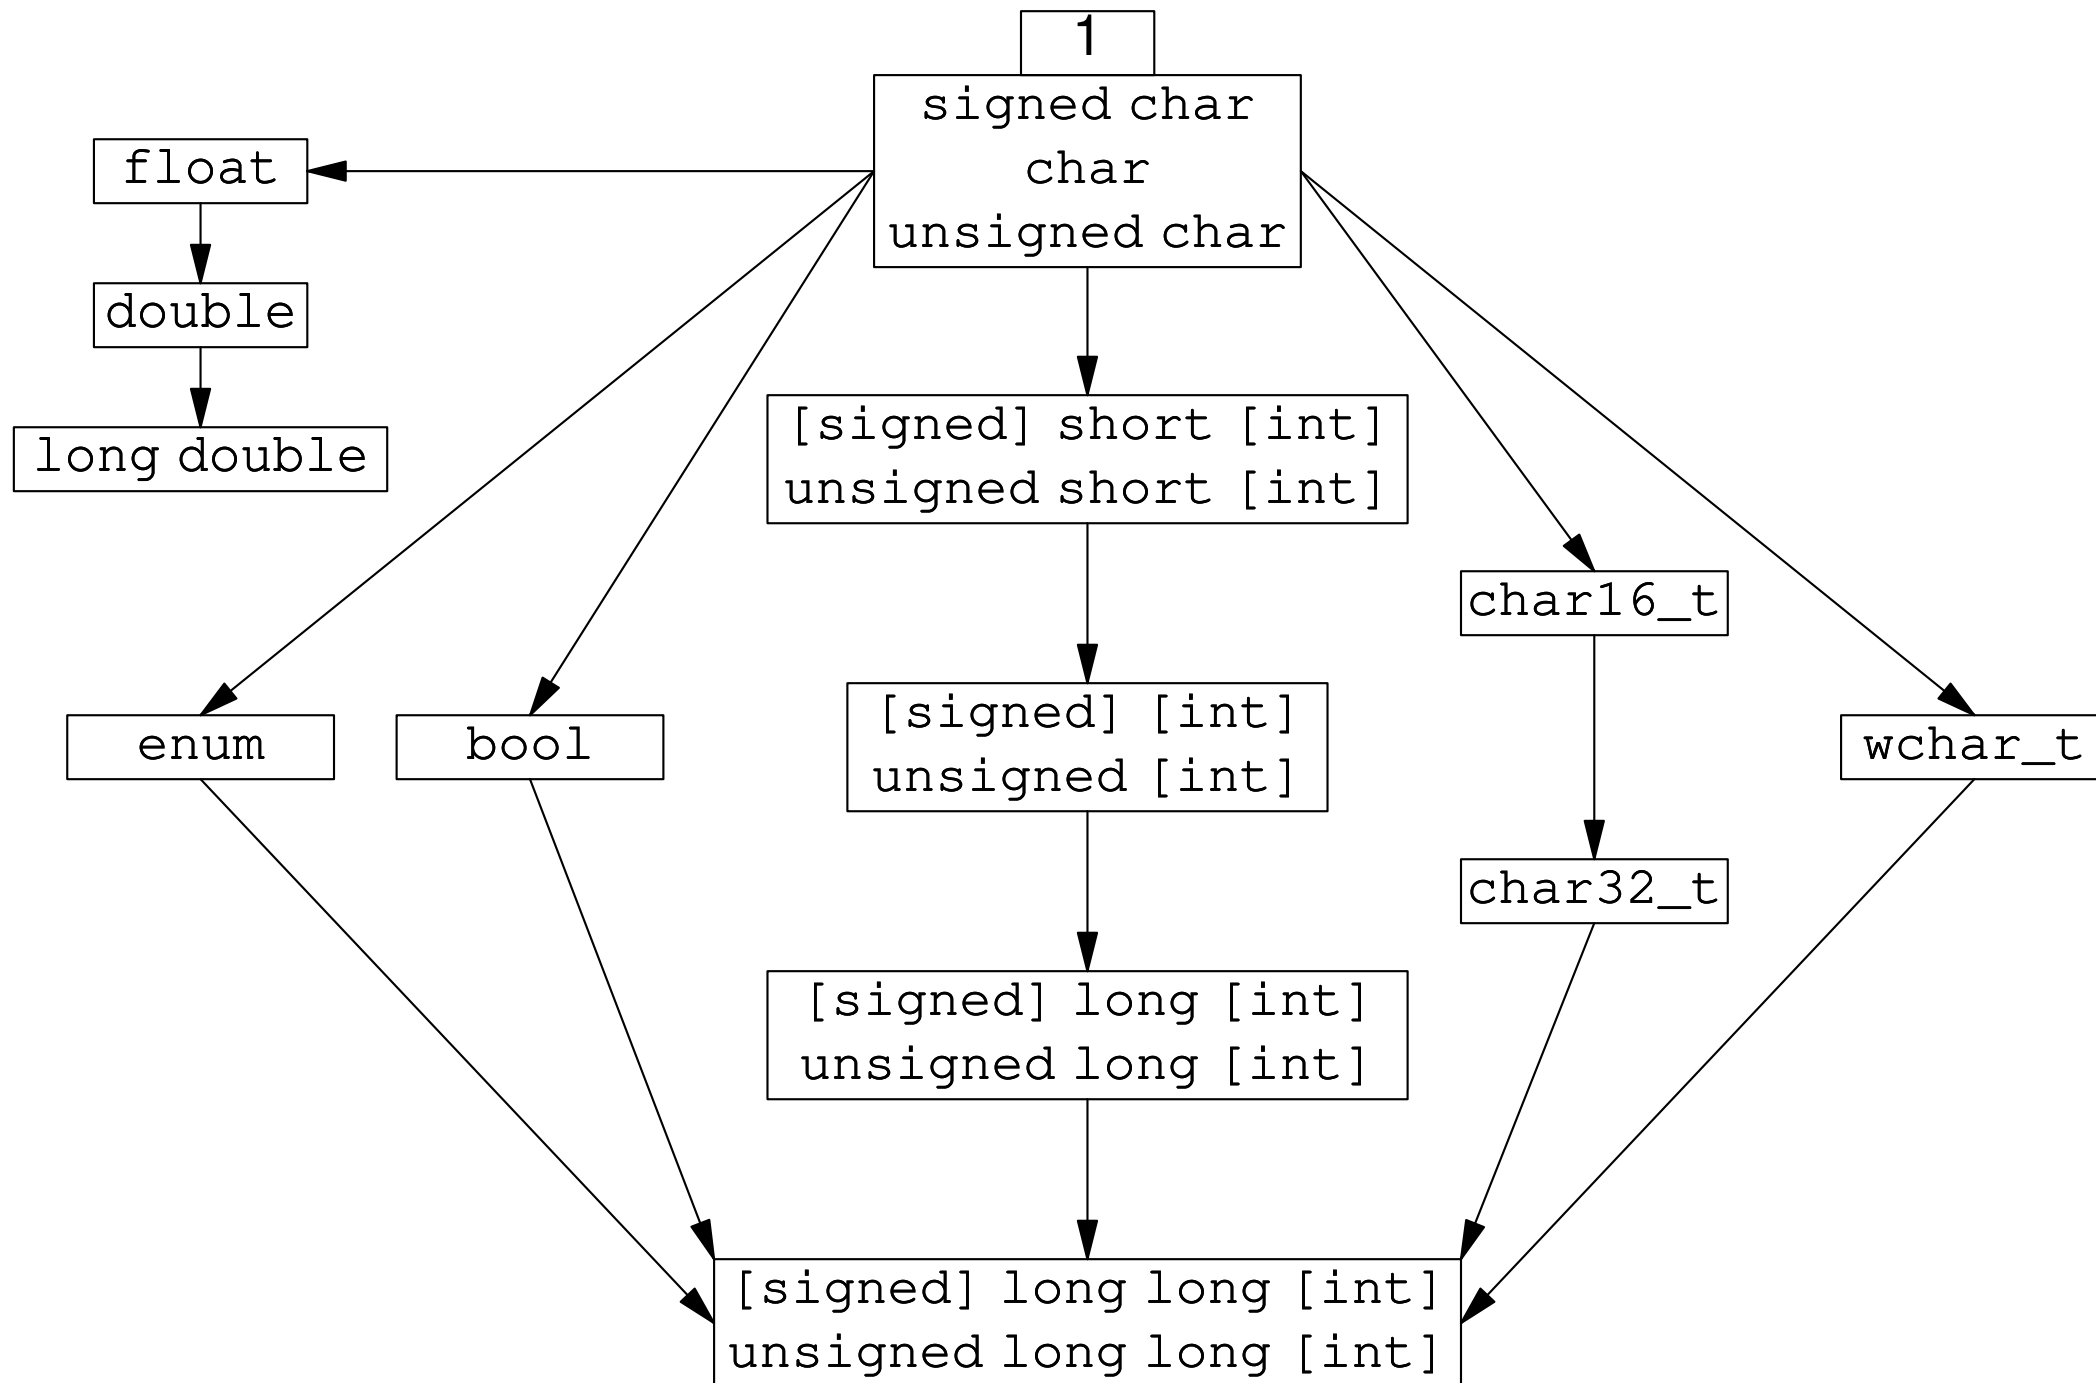 1
signed char
char
unsigned char
float
double
long double
[signed] short [int]
unsigned short [int]
char16_t
[signed] [int]
unsigned [int]
enum
bool
wchar_t
char32_t
[signed] long [int]
unsigned long [int]
[signed] long long [int]
unsigned long long [int]